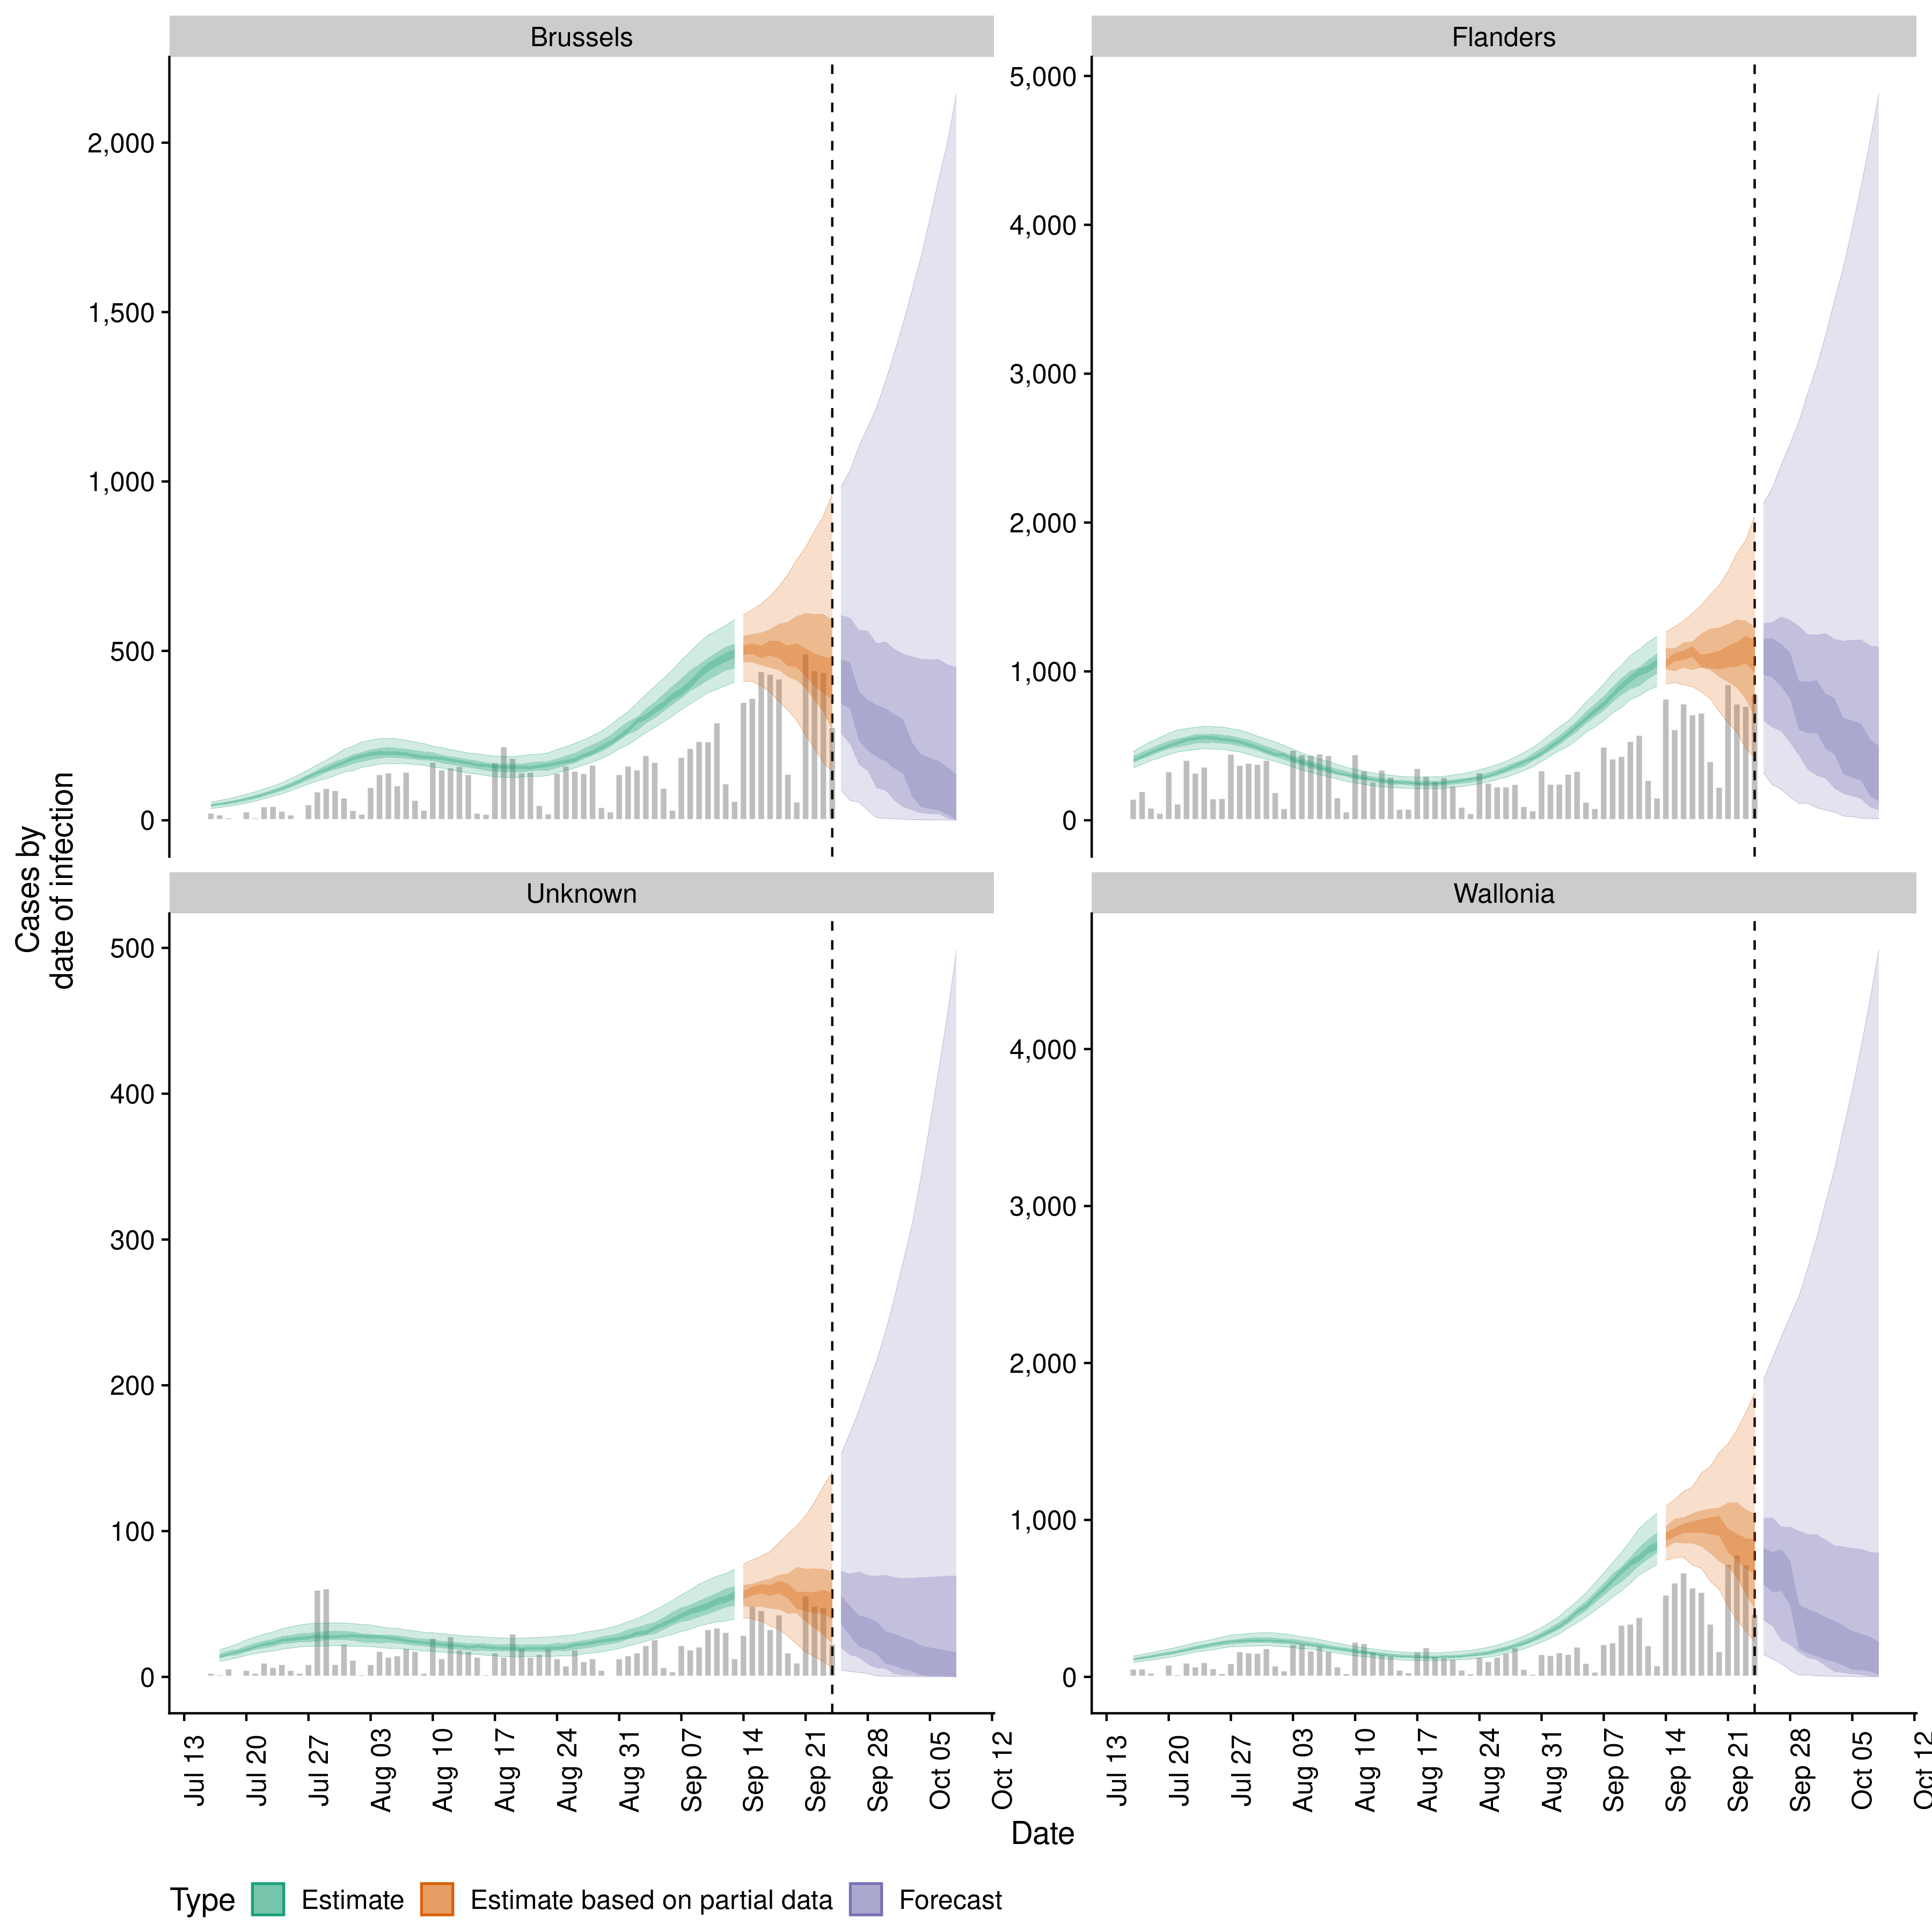 Brussels
Flanders
2,000
1,500
1,000
500
0
5,000
4,000
3,000
2,000
1,000
0
Unknown
Wallonia
500
400
300
200
100
0
4,000
3,000
2,000
1,000
0
Cases by
date of infection
Jul 13
Jul 20
Jul 27
Aug 03
Aug 10
Aug 17
Aug 24
Aug 31
Sep 07
Sep 14
Sep 21
Sep 28
Oct 05
Oct 12
Jul 13
Jul 20
Jul 27
Aug 03
Aug 10
Aug 17
Aug 24
Aug 31
Sep 07
Sep 14
Sep 21
Sep 28
Oct 05
Oct 12
Date
Type Estimate Estimate based on partial data Forecast